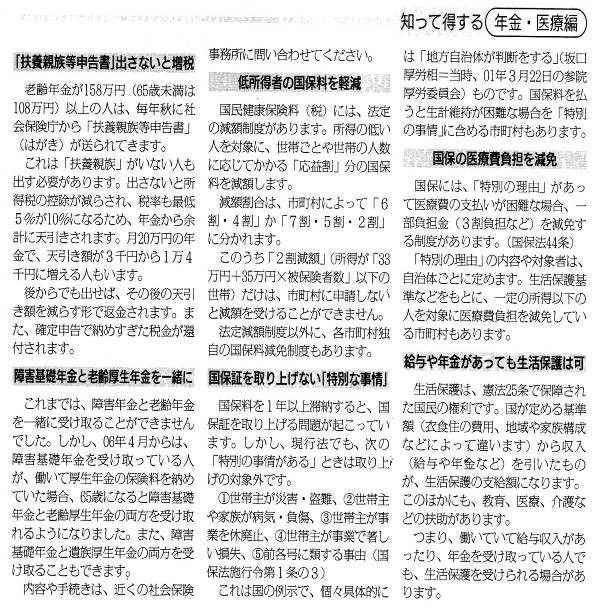 知って得する 年金・医療編
「扶養親族等申告書」出さないと増税
老齢年金が158万円（65歳未満は
108万円）以上の人は、毎年秋に社
会保険庁から「扶養親族等申告書」
（はがき）が送られてきます。
これは「扶養親族」がいない人も
出す必要があります。出さないと所
得税の控除が減らされ、税率も最低
５％が10％になるため、年金から余
計に天引きされます。月20万円の年
金で、天引き額が３千円から１万４
千円に増える人もいます。
後からでも出せば、その後の天引
き額を減らす形で返金されます。ま
た、確定申告で納めすぎた税金が還
付されます。
障害基礎年金と老齢厚生年金を一緒に
これまでは、障害年金と老齢年金
を一緒に受け取ることができません
でした。しかし、06年４月からは、
障害基礎年金を受け取っている人
が、働いて厚生年金の保険料を納め
ていた場合、65歳になると障害基礎
年金と老齢厚生年金の両方を受け取
れるようになりました。また、障害
基礎年金と遺族厚生年金の両方を受
け取ることもできます。
内容や手続きは、近くの社会保険
事務所に問い合わせてください。
低所得者の国保料を軽減
国民健康保険料（税）には、法定
の減額制度があります。所得の低い
人を対象に、世帯ごとや世帯の人数
に応じてかかる「応益割」分の国保
料を減額します。
減額割合は、市町村によって「６
割・４割」か「７割・５割・２割」
に分かれます。
このうち「２割減額」（所得が「33
万円＋35万円×被保険者数」以下の
世帯）だけは、市町村に申請しない
と減額を受けることができません。
法定減額制度以外に、各市町村独
自の国保料減免制度もあります。
国保証を取り上げない「特別な事情」
国保料を１年以上滞納すると、国
保証を取り上げる問題が起こってい
ます。しかし、現行法でも、次の
「特別の事情がある」ときは取り上
げの対象外です。
①世帯主が災害・盗難、②世帯主
や家族が病気・負傷、③世帯主が事
業を休廃止、④世帯主が事業で著し
い損失、⑤前各号に類する事由（国
保法施行令第１条の３）
これは国の例示で、個々具体的に
は「地方自治体が判断をする」（坂口
厚労相＝当時、01年３月22日の参院
厚労委員会）ものです。国保料を払
うと生計維持が困難な場合を「特別
の事情」に含める市町村もあります。
国保の医療費負担を減免
国保には、「特別の理由」があっ
て医療費の支払いが困難な場合、一
部負担金（３割負担など）を減免す
る制度があります。（国保法44条）
「特別の理由」の内容や対象者は、
自治体ごとに定めます。生活保護基
準などをもとに、一定の所得以下の
人を対象に医療費負担を減免してい
る市町村もあります。
給与や年金があっても生活保護は可
生活保護は、憲法25条で保障され
た国民の権利です。国が定める基準
額（衣食住の費用、地域や家族構成
などによって違います）から収入
（給与や年金など）を引いたもの
が、生活保護の支給額になります。
このほかにも、教育、医療、介護な
どの扶助があります。
つまり、働いていて給与収入があ
ったり、年金を受け取っている人で
も、生活保護を受けられる場合があ
ります。